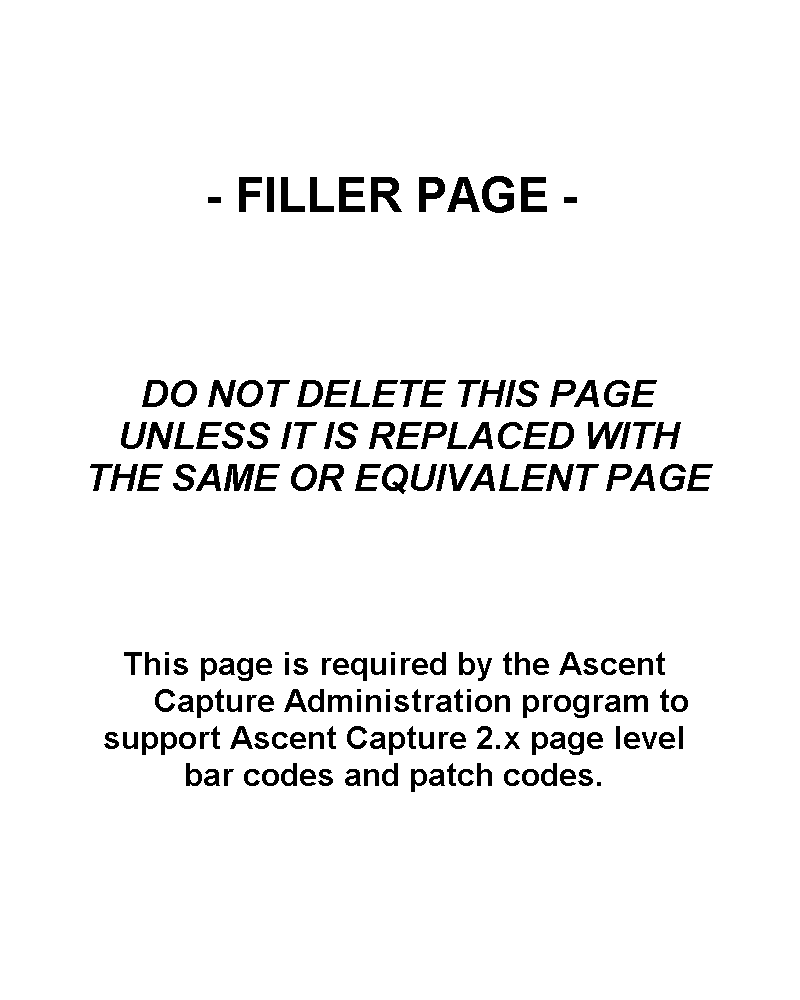 - FILLER PAGE -
DO NOT DELETE THIS PAGE
UNLESS IT IS REPLACED WITH
THE SAME OR EQUIVALENT PAGE
This page is required by the Ascent
Capture Administration program to
support Ascent Capture 2.x page level
bar codes and patch codes.